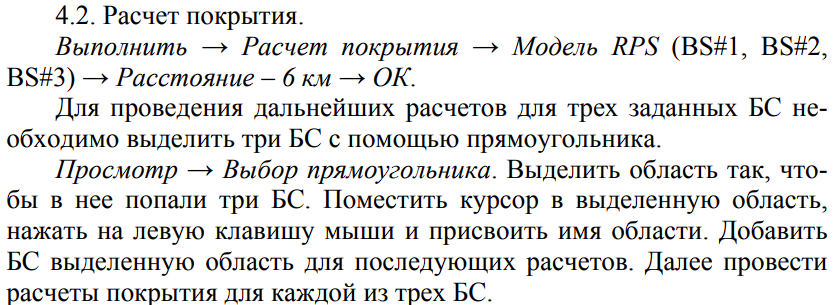 4.2. Расчет покрытия.
Выполнить → Расчет покрытия → Модель RPS (BS#1, BS#2,
BS#3) → Расстояние – 6 км → ОК.
Для проведения дальнейших расчетов для трех заданных БС не-
обходимо выделить три БС с помощью прямоугольника.
Просмотр → Выбор прямоугольника. Выделить область так, что-
бы в нее попали три БС. Поместить курсор в выделенную область,
нажать на левую клавишу мыши и присвоить имя области. Добавить
БС выделенную область для последующих расчетов. Далее провести
расчеты покрытия для каждой из трех БС.